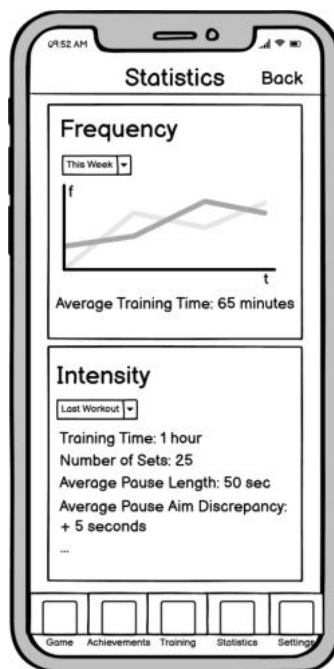 09:52 AM
Statistics Back
Frequency
This Week
f
t
Average Training Time: 65 minutes
Intensity
Last Workout
Training Time: 1 hour
Number of Sets: 25
Average Pause Length: 50 sec
Average Pause Aim Discrepancy:
+ 5 seconds
...
Game Achievements Training Statistics Settings